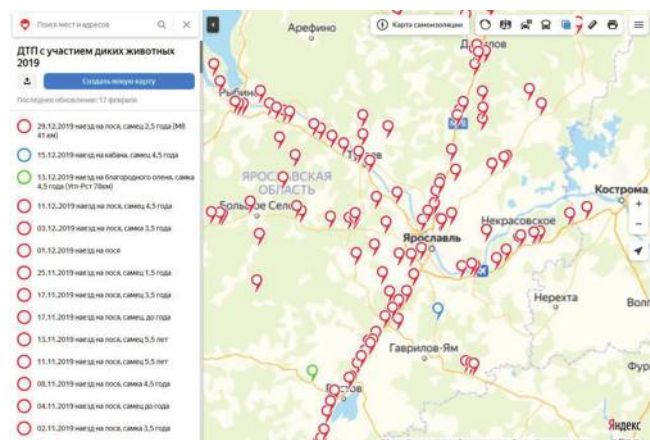 Поиск мест и адресов
ДТП с участием диких животных
2019
Создать новую карту
Последнее обновление: 17 февраля
29.12.2019 наезд на лося, самец 2,5 года (М8
41 км)
15.12.2019 наезд на кабана, самец 4,5 года
13.12.2019 наезд на благородного оленя, самка
4,5 года (Угл-Рст 78км)
11.12.2019 наезд на лося, самец 4,5 года
03.12.2019 наезд на лося, самка 3,5 года
01.12.2019 наезд на лося
25.11.2019 наезд на лося, самец 1,5 года
17.11.2019 наезд на лося, самец 3,5 года
17.11.2019 наезд на лося, самец, до года
13.11.2019 наезд на лося, самец 5,5 лет
11.11.2019 наезд на лося, самец 5,5 лет
08.11.2019 наезд на лося, самка 4,5 года
04.11.2019 наезд на лося, самец до года
02.11.2019 наезд на лося, самка 3,5 года
Карта самоизоляции
Арефино
ЯРОСЛАВСКАЯ
ОБЛАСТЬ
Большое Село
Кострома
Некрасовское
Ярославль
Нерехта
Гаврилов-Ям
Яндекс